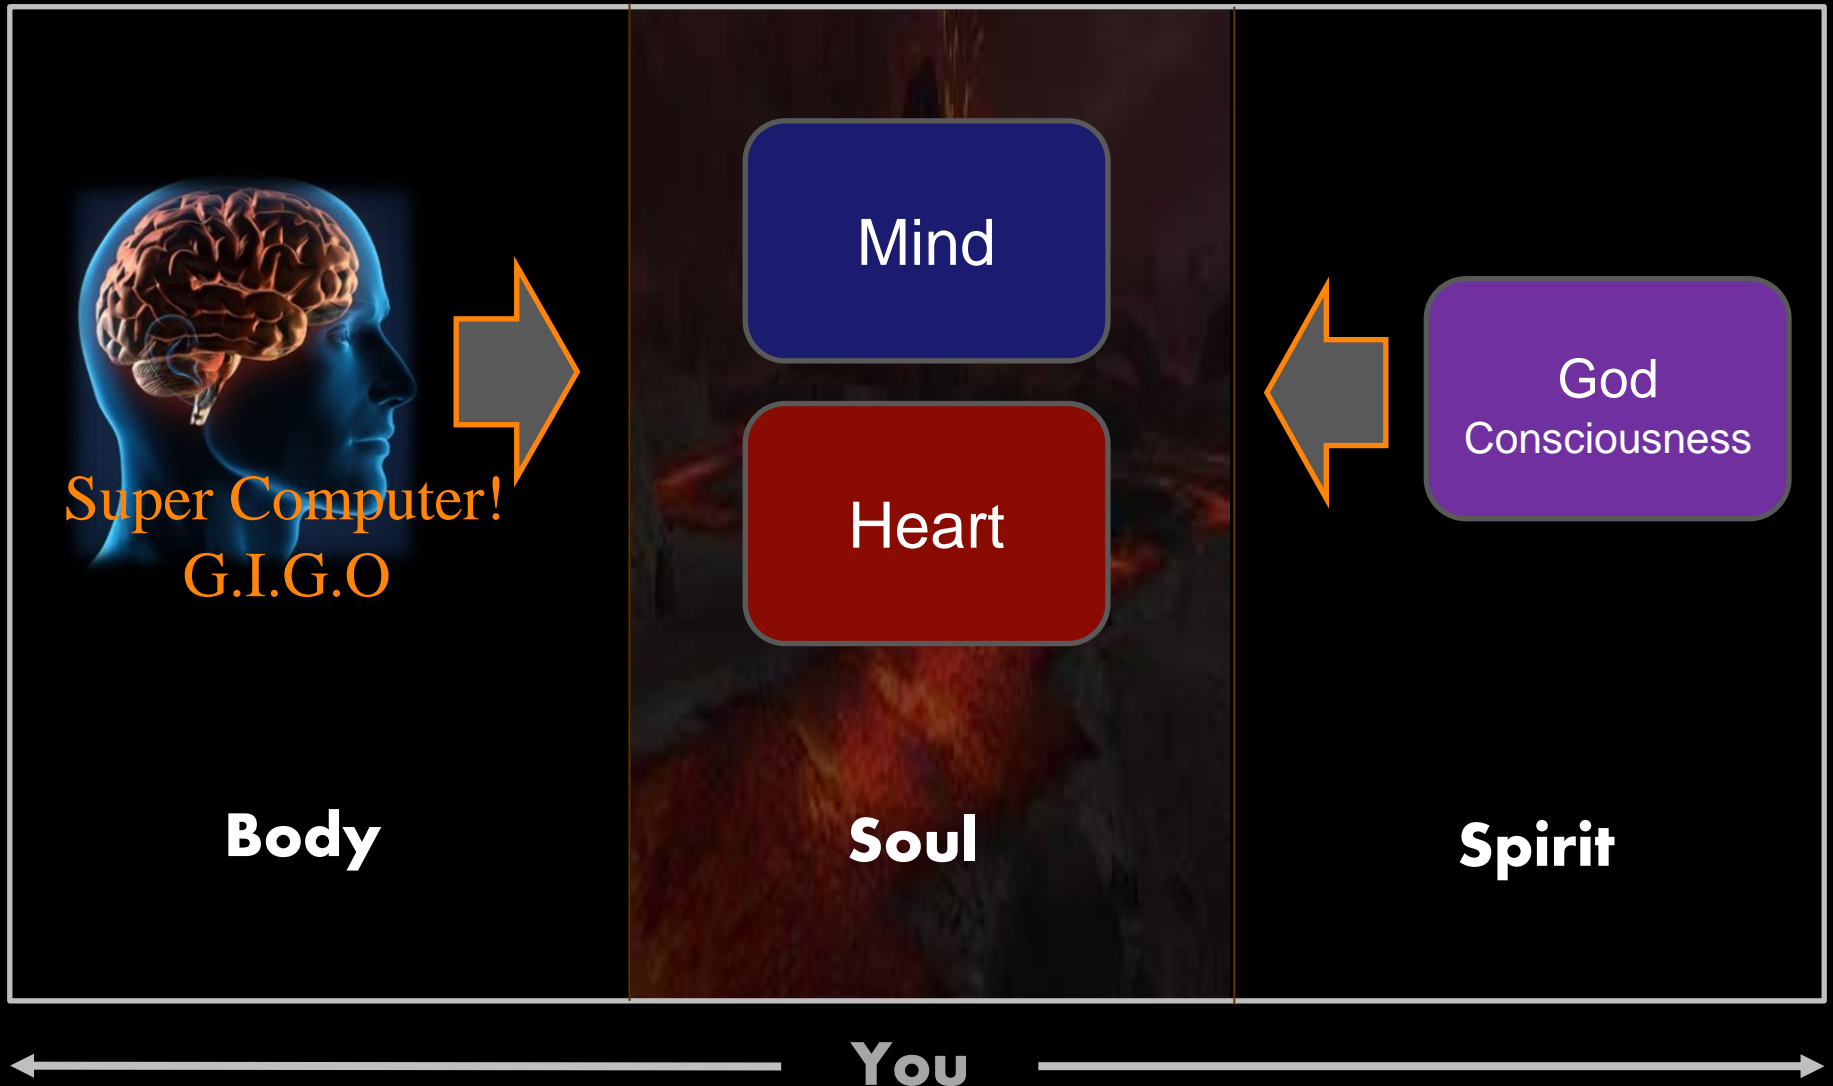 Mind
God
Consciousness
Heart
Super Computer!
G.I.G.O
Body
Soul
Spirit
You